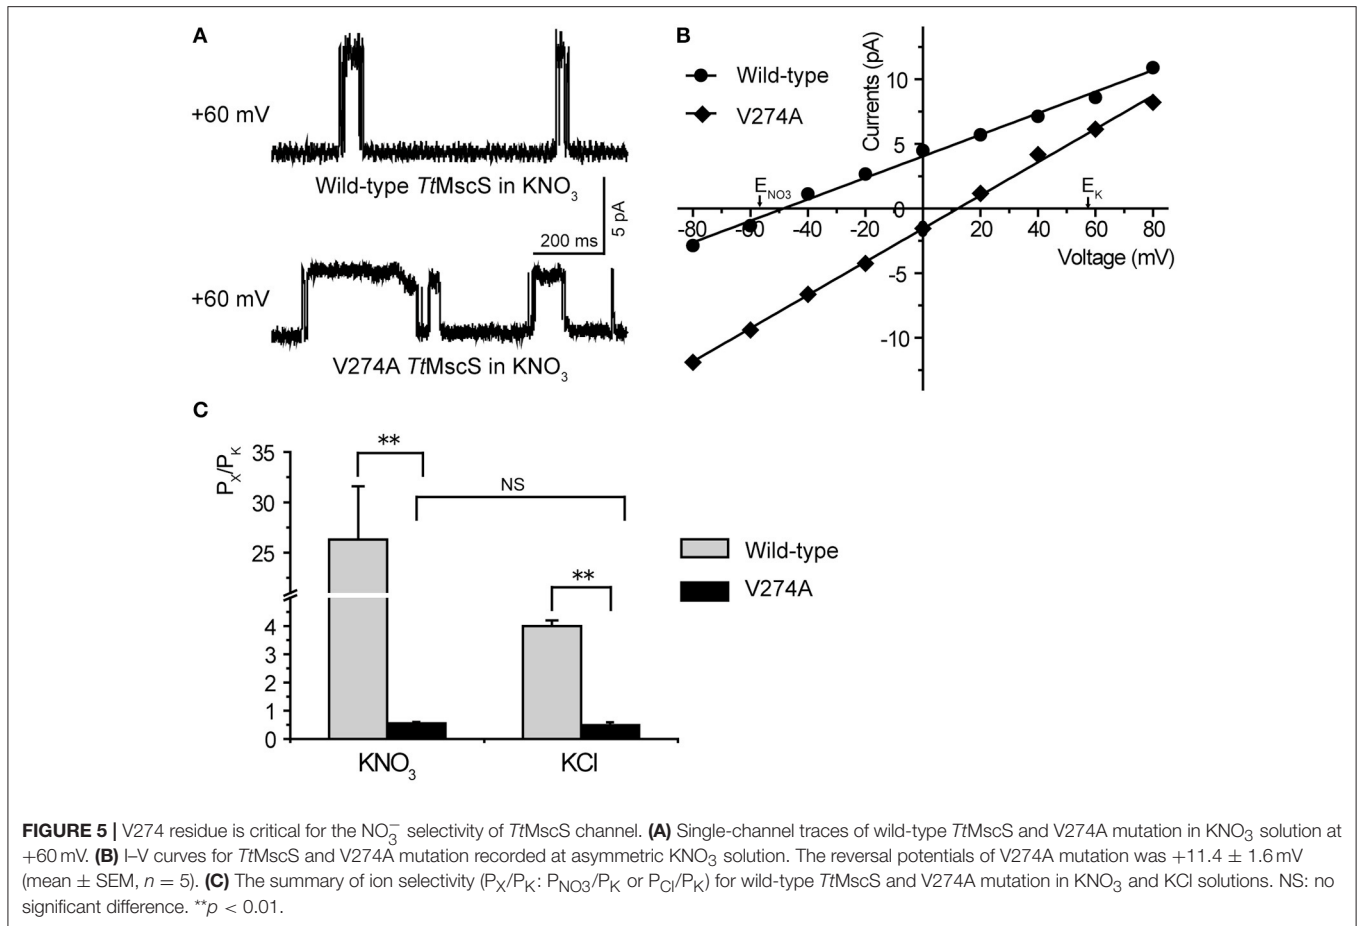 A
+60 mV
Wild-type TtMscS in KNO3
200 ms
5 pA
+60 mV
V274A TtMscS in KNO3
B
Wild-type
V274A
Currents (pA)
10
5
-5
-10
ENO3
EK
-80 -60 -40 -20 0 20 40 60 80
Voltage (mV)
C
PX/PK
35
30
25
4
3
2
1
0
**
NS
**
KNO3
KCl
Wild-type
V274A
FIGURE 5 | V274 residue is critical for the NO3− selectivity of TtMscS channel. (A) Single-channel traces of wild-type TtMscS and V274A mutation in KNO3 solution at
+60 mV. (B) I–V curves for TtMscS and V274A mutation recorded at asymmetric KNO3 solution. The reversal potentials of V274A mutation was +11.4 ± 1.6 mV
(mean ± SEM, n = 5). (C) The summary of ion selectivity (PX/PK: PNO3/PK or PCl/PK) for wild-type TtMscS and V274A mutation in KNO3 and KCl solutions. NS: no
significant difference. **p < 0.01.